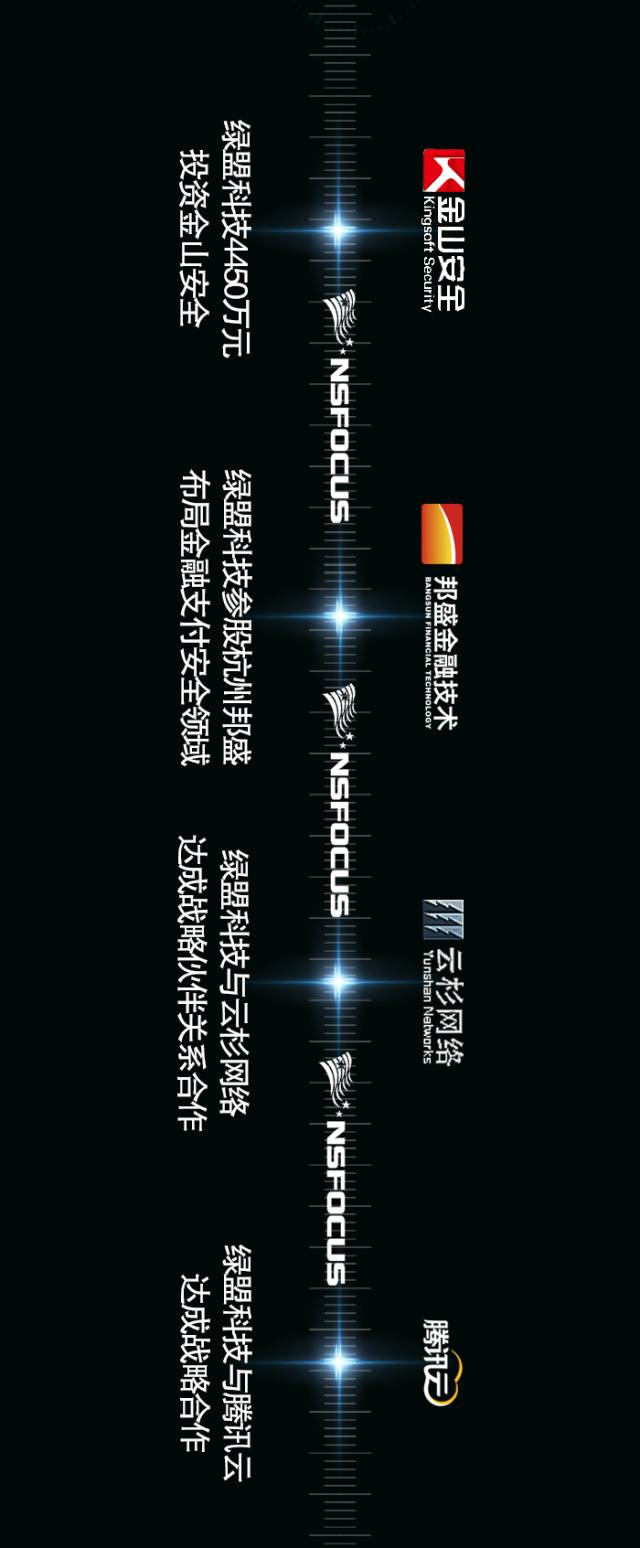 金山安全
Kingsoft Security
邦盛金融技术
BANGSUN FINANCIAL TECHNOLOGY
云杉网络
Yunshan Networks
腾讯云
NSFOCUS
NSFOCUS
NSFOCUS
绿盟科技4450万元
投资金山安全
绿盟科技参股杭州邦盛
布局金融支付安全领域
绿盟科技与云杉网络
达成战略伙伴关系合作
绿盟科技与腾讯云
达成战略合作